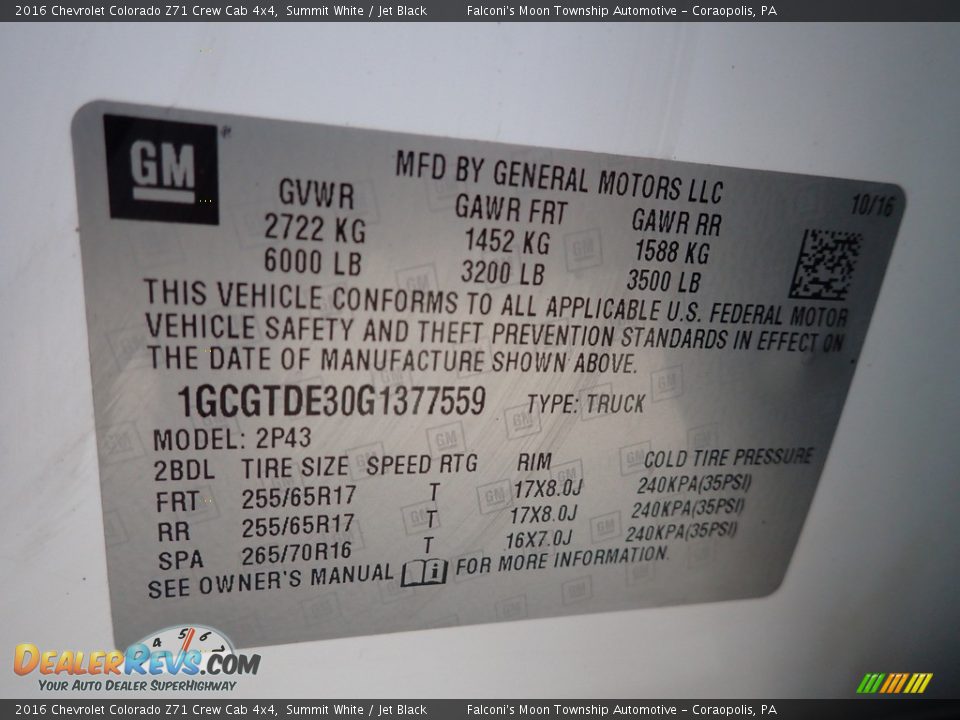 2016 Chevrolet Colorado Z71 Crew Cab 4x4, Summit White / Jet Black Falconi's Moon Township Automotive - Coraopolis, PA
GM
MFD BY GENERAL MOTORS LLC
10/16
GVWR GAWR FRT GAWR RR
2722 KG 1452 KG 1588 KG
6000 LB 3200 LB 3500 LB
THIS VEHICLE CONFORMS TO ALL APPLICABLE U.S. FEDERAL MOTOR
VEHICLE SAFETY AND THEFT PREVENTION STANDARDS IN EFFECT ON
THE DATE OF MANUFACTURE SHOWN ABOVE.
1GCGTDE30G1377559 TYPE: TRUCK
MODEL: 2P43
2BDL TIRE SIZE SPEED RTG RIM COLD TIRE PRESSURE
FRT 255/65R17 T 17X8.0J 240KPA(35PSI)
RR 255/65R17 T 17X8.0J 240KPA(35PSI)
SPA 265/70R16 T 16X7.0J 240KPA(35PSI)
SEE OWNER'S MANUAL i FOR MORE INFORMATION.
4 5 6 7
DEALERREVS.COM
YOUR AUTO DEALER SUPERHIGHWAY
2016 Chevrolet Colorado Z71 Crew Cab 4x4, Summit White / Jet Black Falconi's Moon Township Automotive - Coraopolis, PA